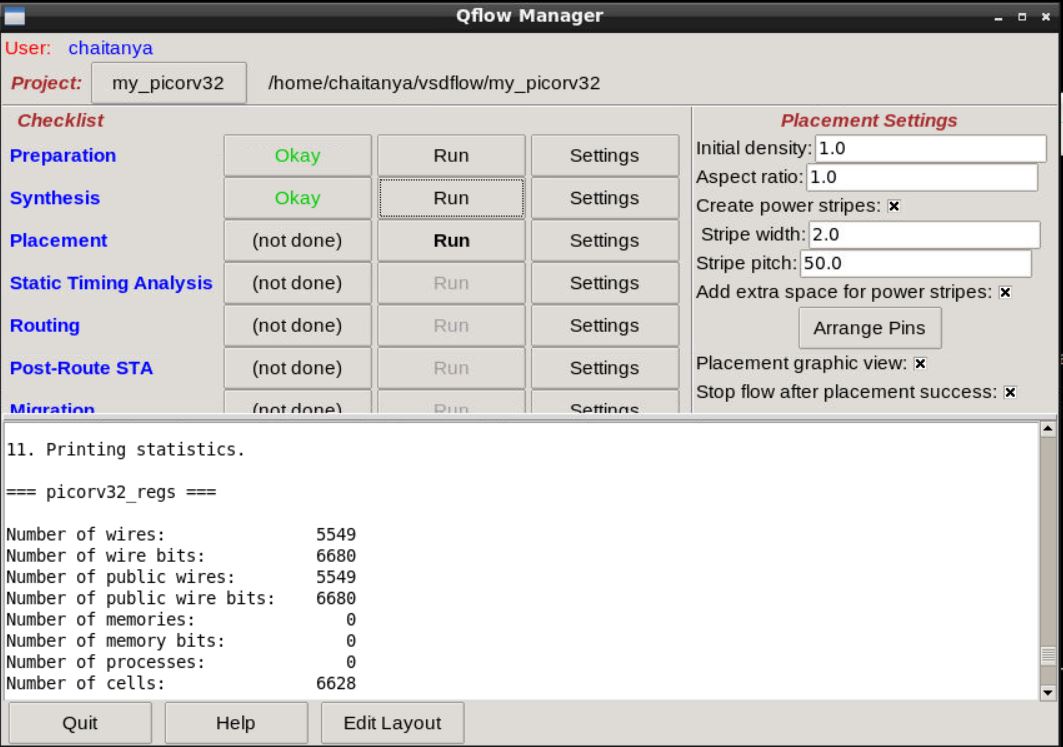 Qflow Manager
User: chaitanya
Project: my_picorv32 /home/chaitanya/vsdflow/my_picorv32
Checklist
Preparation Okay Run Settings
Synthesis Okay Run Settings
Placement (not done) Run Settings
Static Timing Analysis (not done) Run Settings
Routing (not done) Run Settings
Post-Route STA (not done) Run Settings
Migration (not done) Run Settings
Placement Settings
Initial density: 1.0
Aspect ratio: 1.0
Create power stripes:
Stripe width: 2.0
Stripe pitch: 50.0
Add extra space for power stripes:
Arrange Pins
Placement graphic view:
Stop flow after placement success:
11. Printing statistics.
=== picorv32_regs ===
Number of wires: 5549
Number of wire bits: 6680
Number of public wires: 5549
Number of public wire bits: 6680
Number of memories: 0
Number of memory bits: 0
Number of processes: 0
Number of cells: 6628
Quit Help Edit Layout